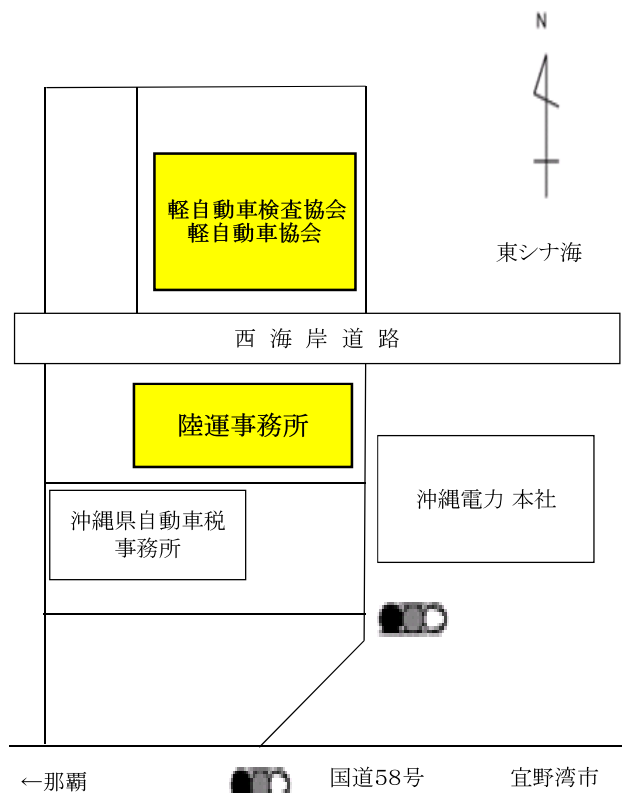 N
軽自動車検査協会
軽自動車協会
東シナ海
西海岸道路
陸運事務所
沖縄電力 本社
沖縄県自動車税
事務所
←那覇
国道58号
宜野湾市